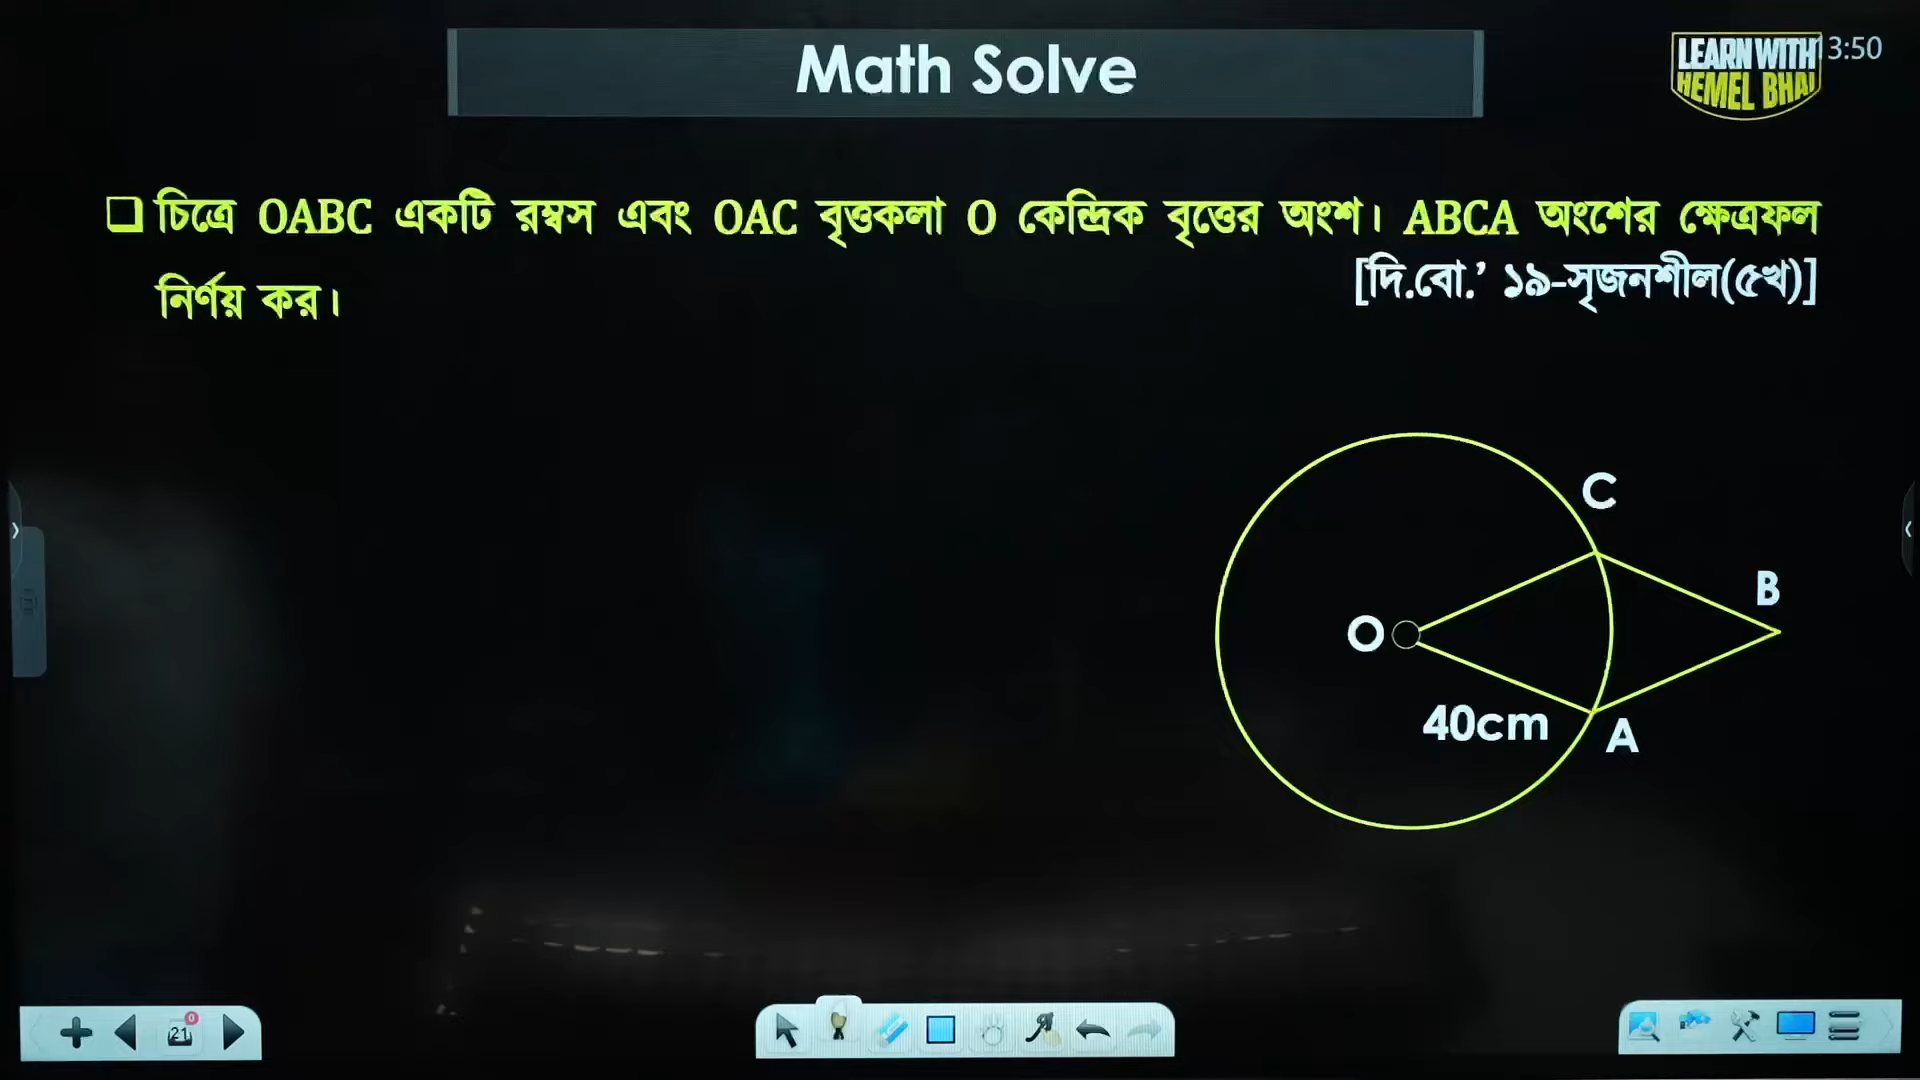 Math Solve
LEARN WITH
HEMEL BHAI
3:50
❑ চিত্রে OABC একটি রম্বস এবং OAC বৃত্তকলা O কেন্দ্রিক বৃত্তের অংশ। ABCA অংশের ক্ষেত্রফল
নির্ণয় কর।
[দি.বো.’ ১৯-সৃজনশীল(৫খ)]
C
B
O
40cm
A
21
0